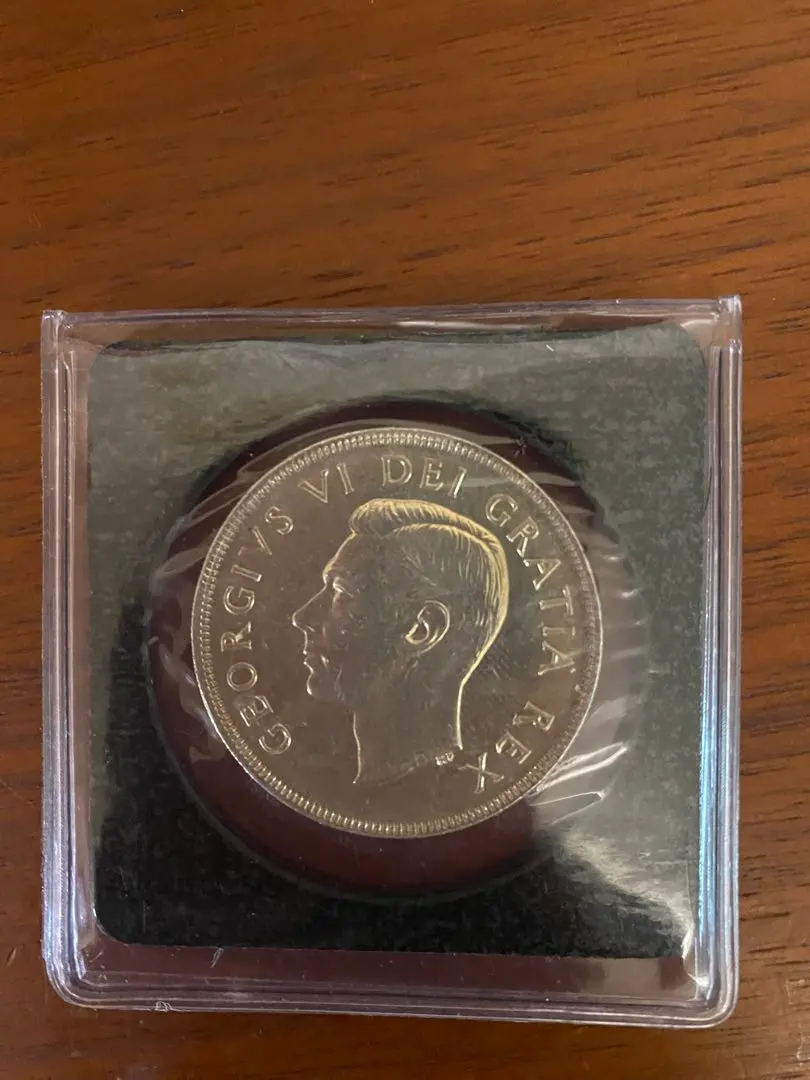 GEORGIVS VI DEI GRATIA REX